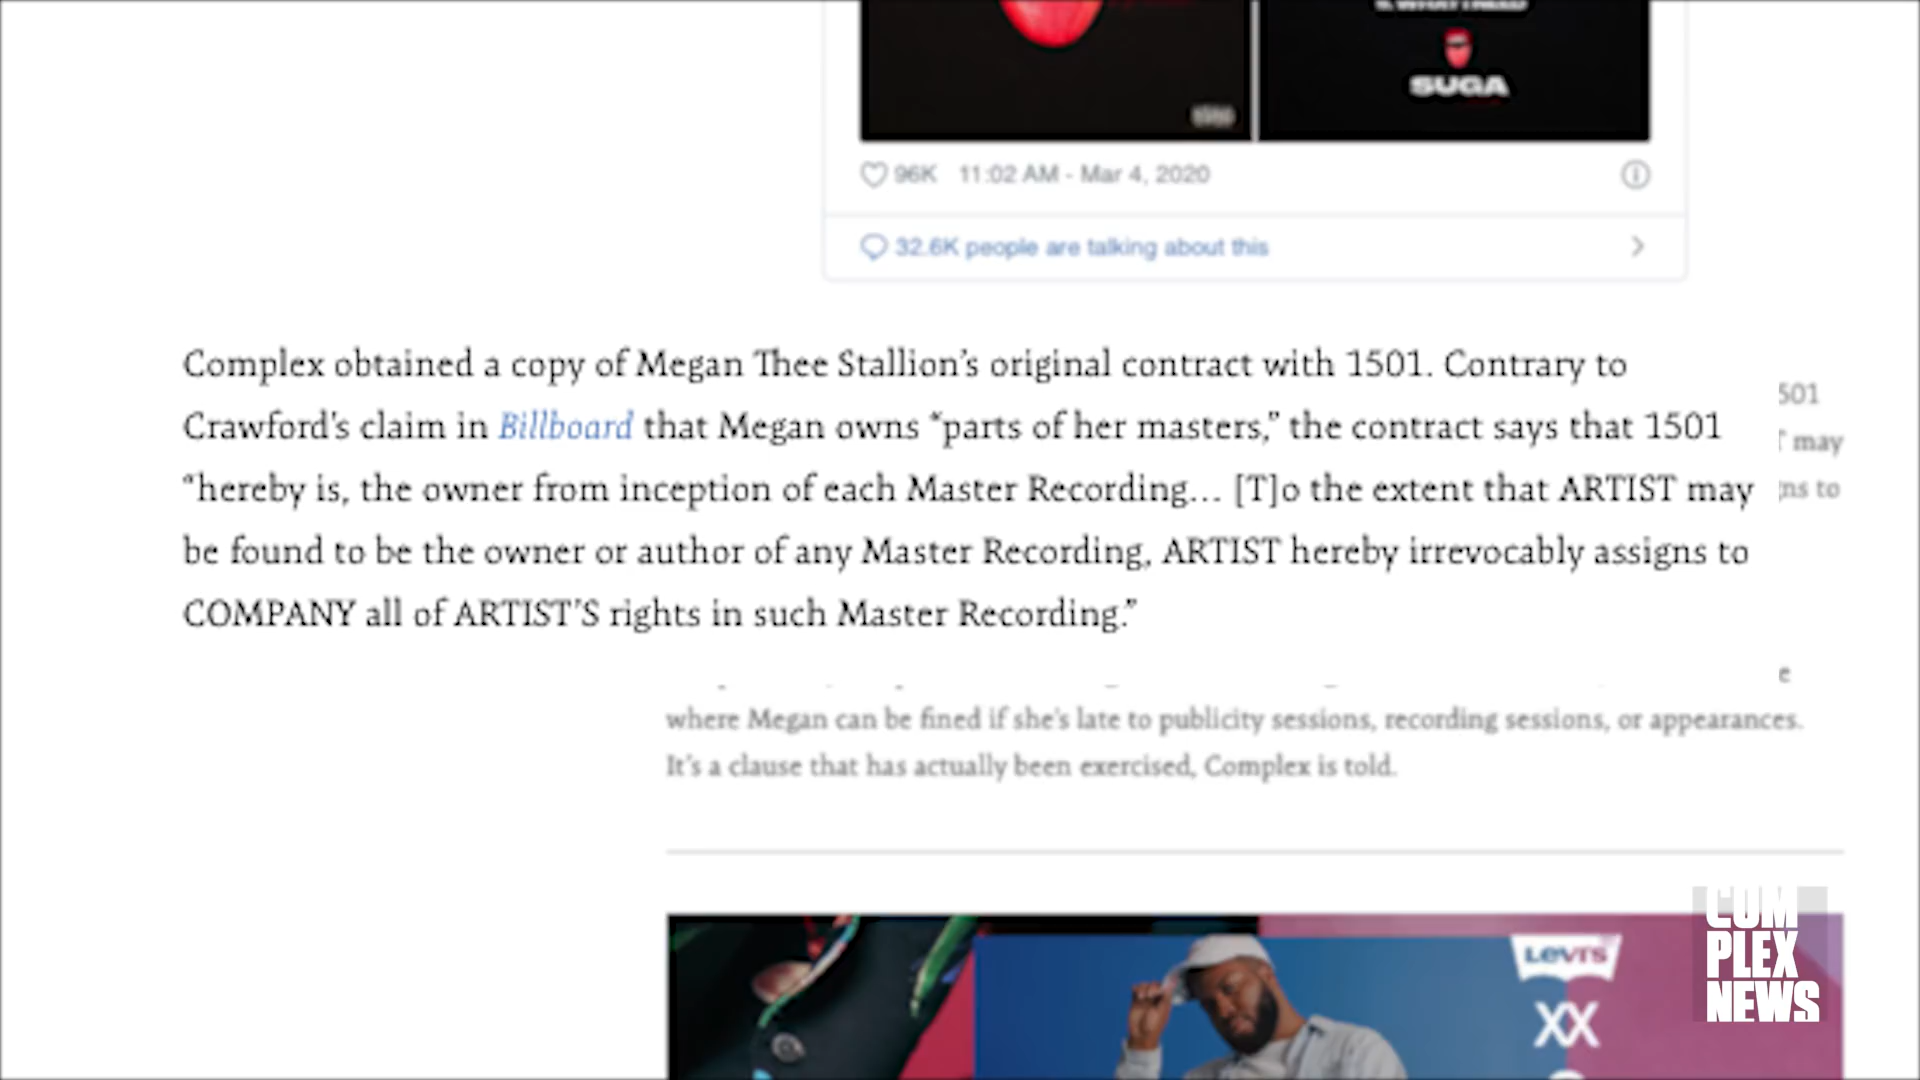 SUGA
96K 11:02 AM - Mar 4, 2020
32.6K people are talking about this
Complex obtained a copy of Megan Thee Stallion’s original contract with 1501. Contrary to
Crawford’s claim in Billboard that Megan owns “parts of her masters,” the contract says that 1501
“hereby is, the owner from inception of each Master Recording… [T]o the extent that ARTIST may
be found to be the owner or author of any Master Recording, ARTIST hereby irrevocably assigns to
COMPANY all of ARTIST’S rights in such Master Recording.”
501
may
to
where Megan can be fined if she’s late to publicity sessions, recording sessions, or appearances.
It’s a clause that has actually been exercised, Complex is told.
Levi's
XX
COM
PLEX
NEWS